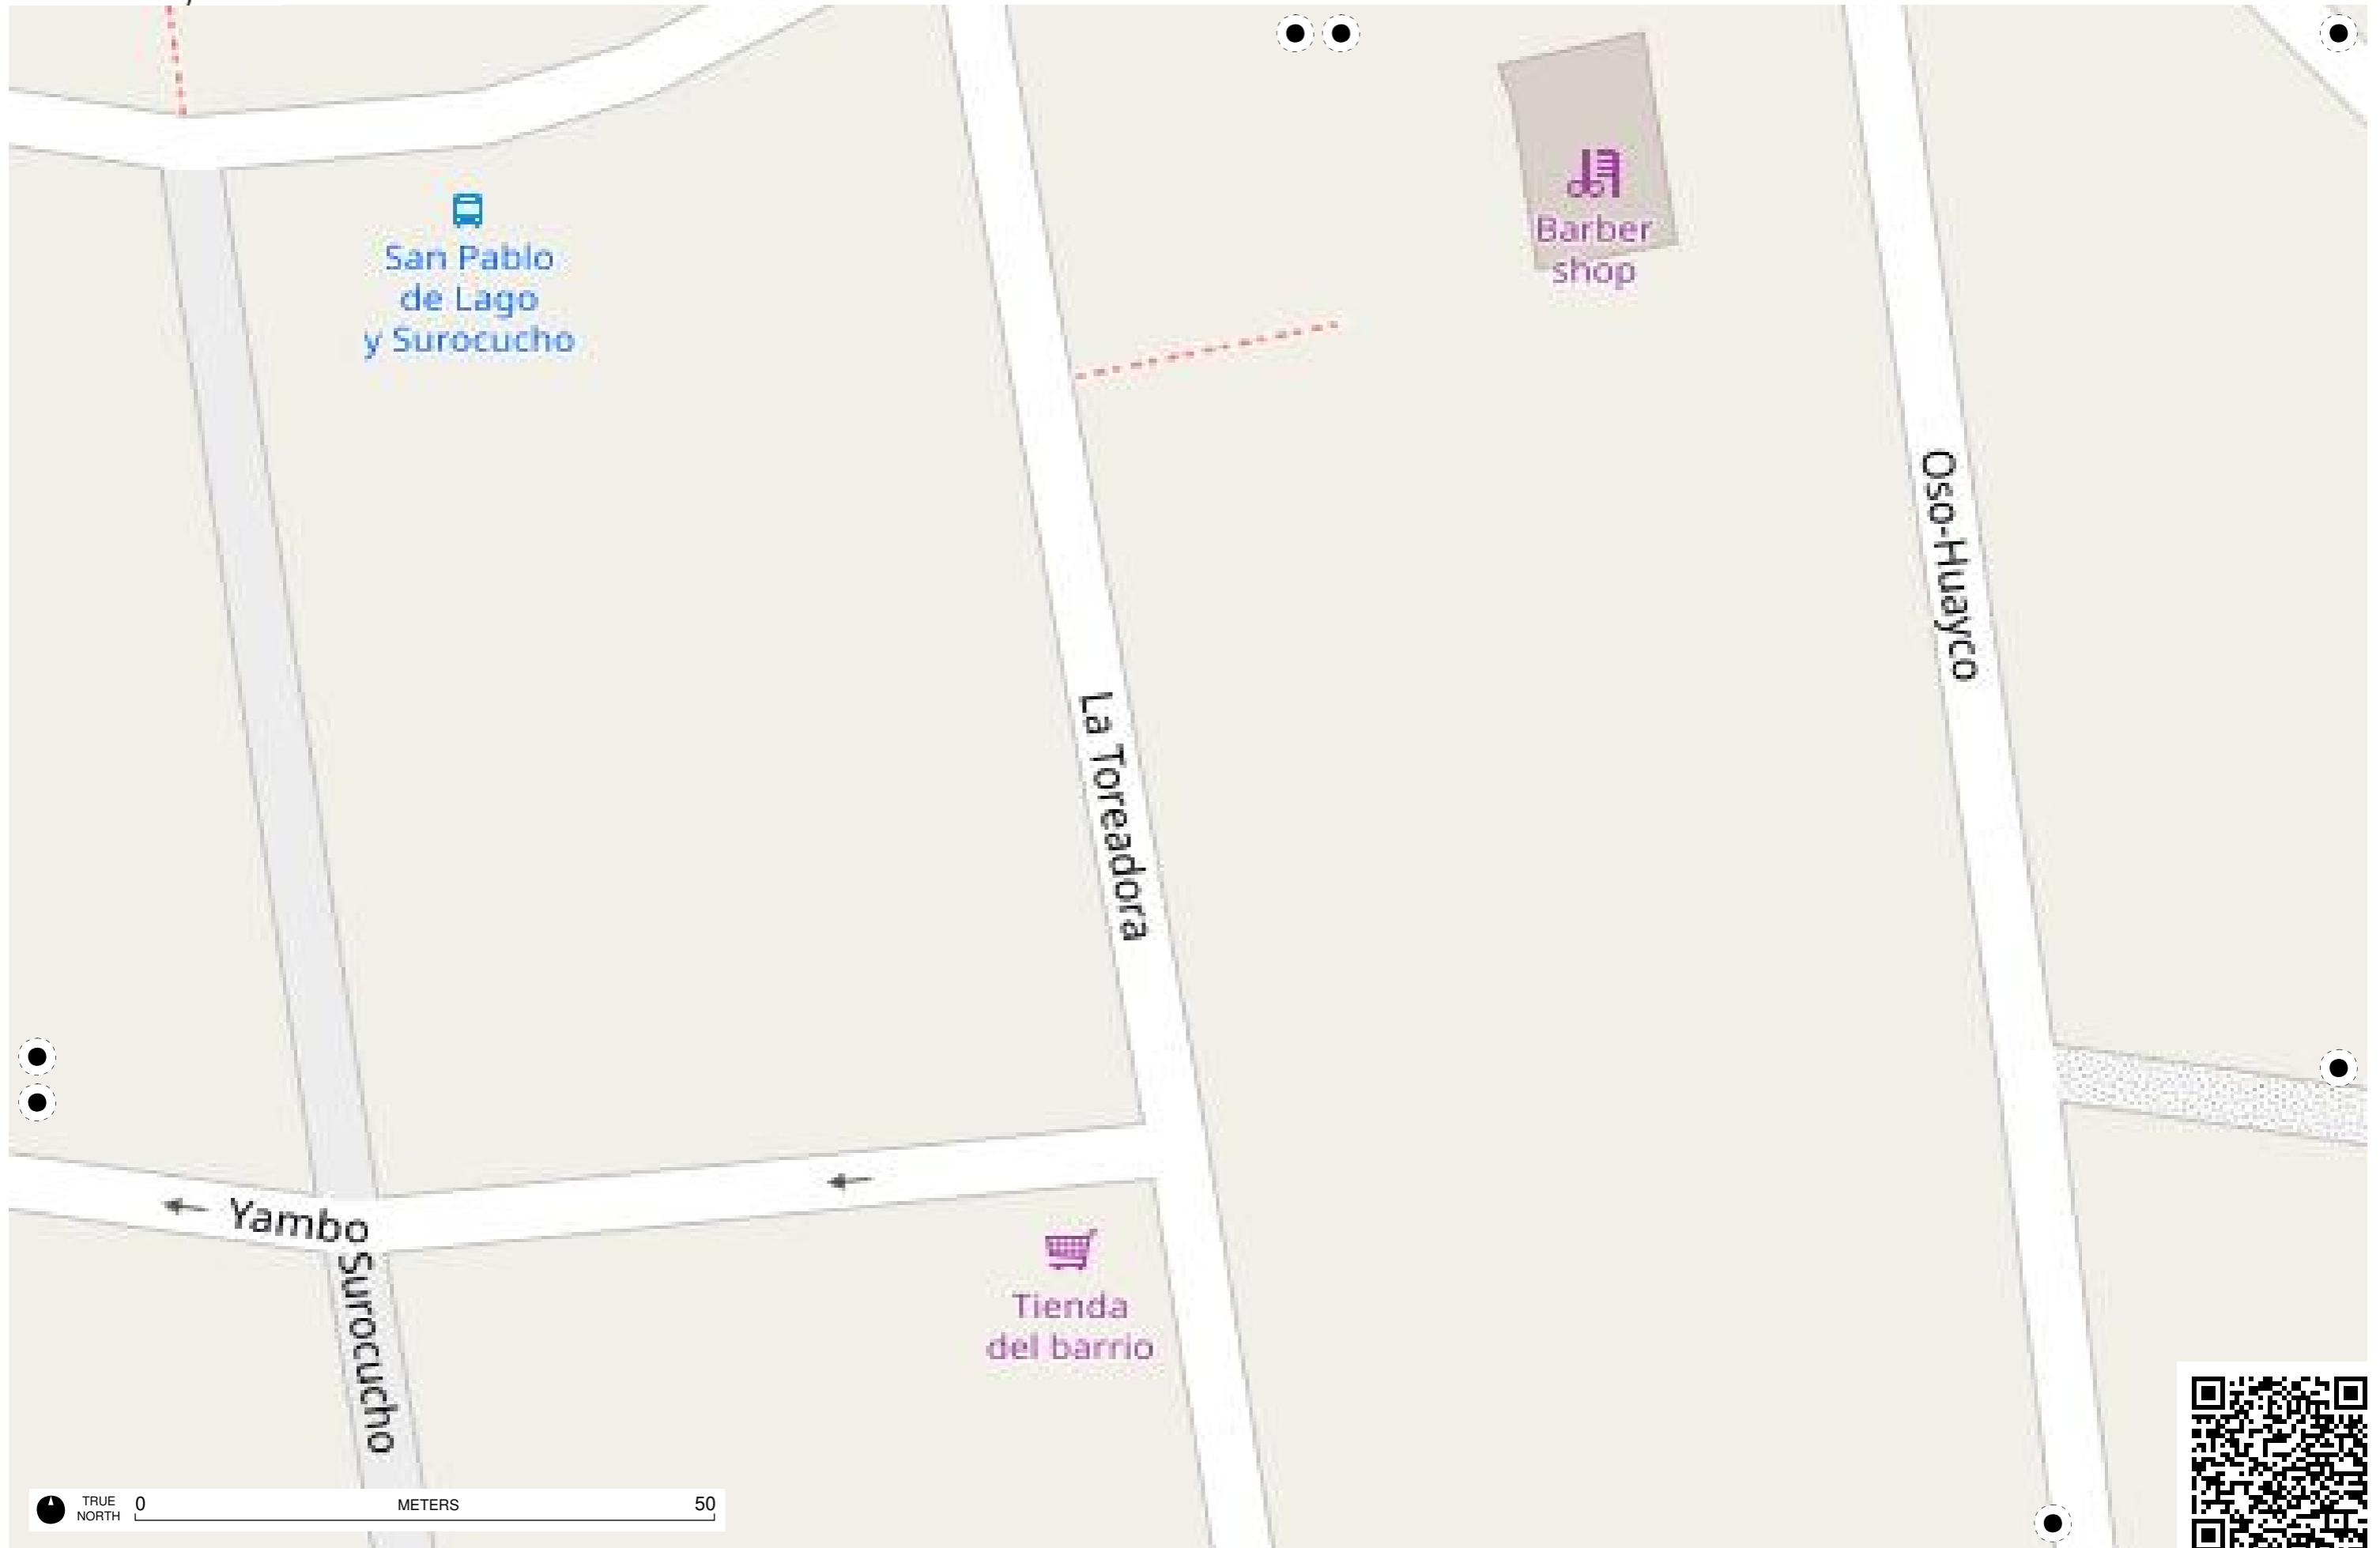 San Pablo
de Lago
y Surocucho
Barber
shop
Oso-Huayco
La Toreadora
Yambo
Surocucho
Tienda
del barrio
TRUE
NORTH
0
METERS
50